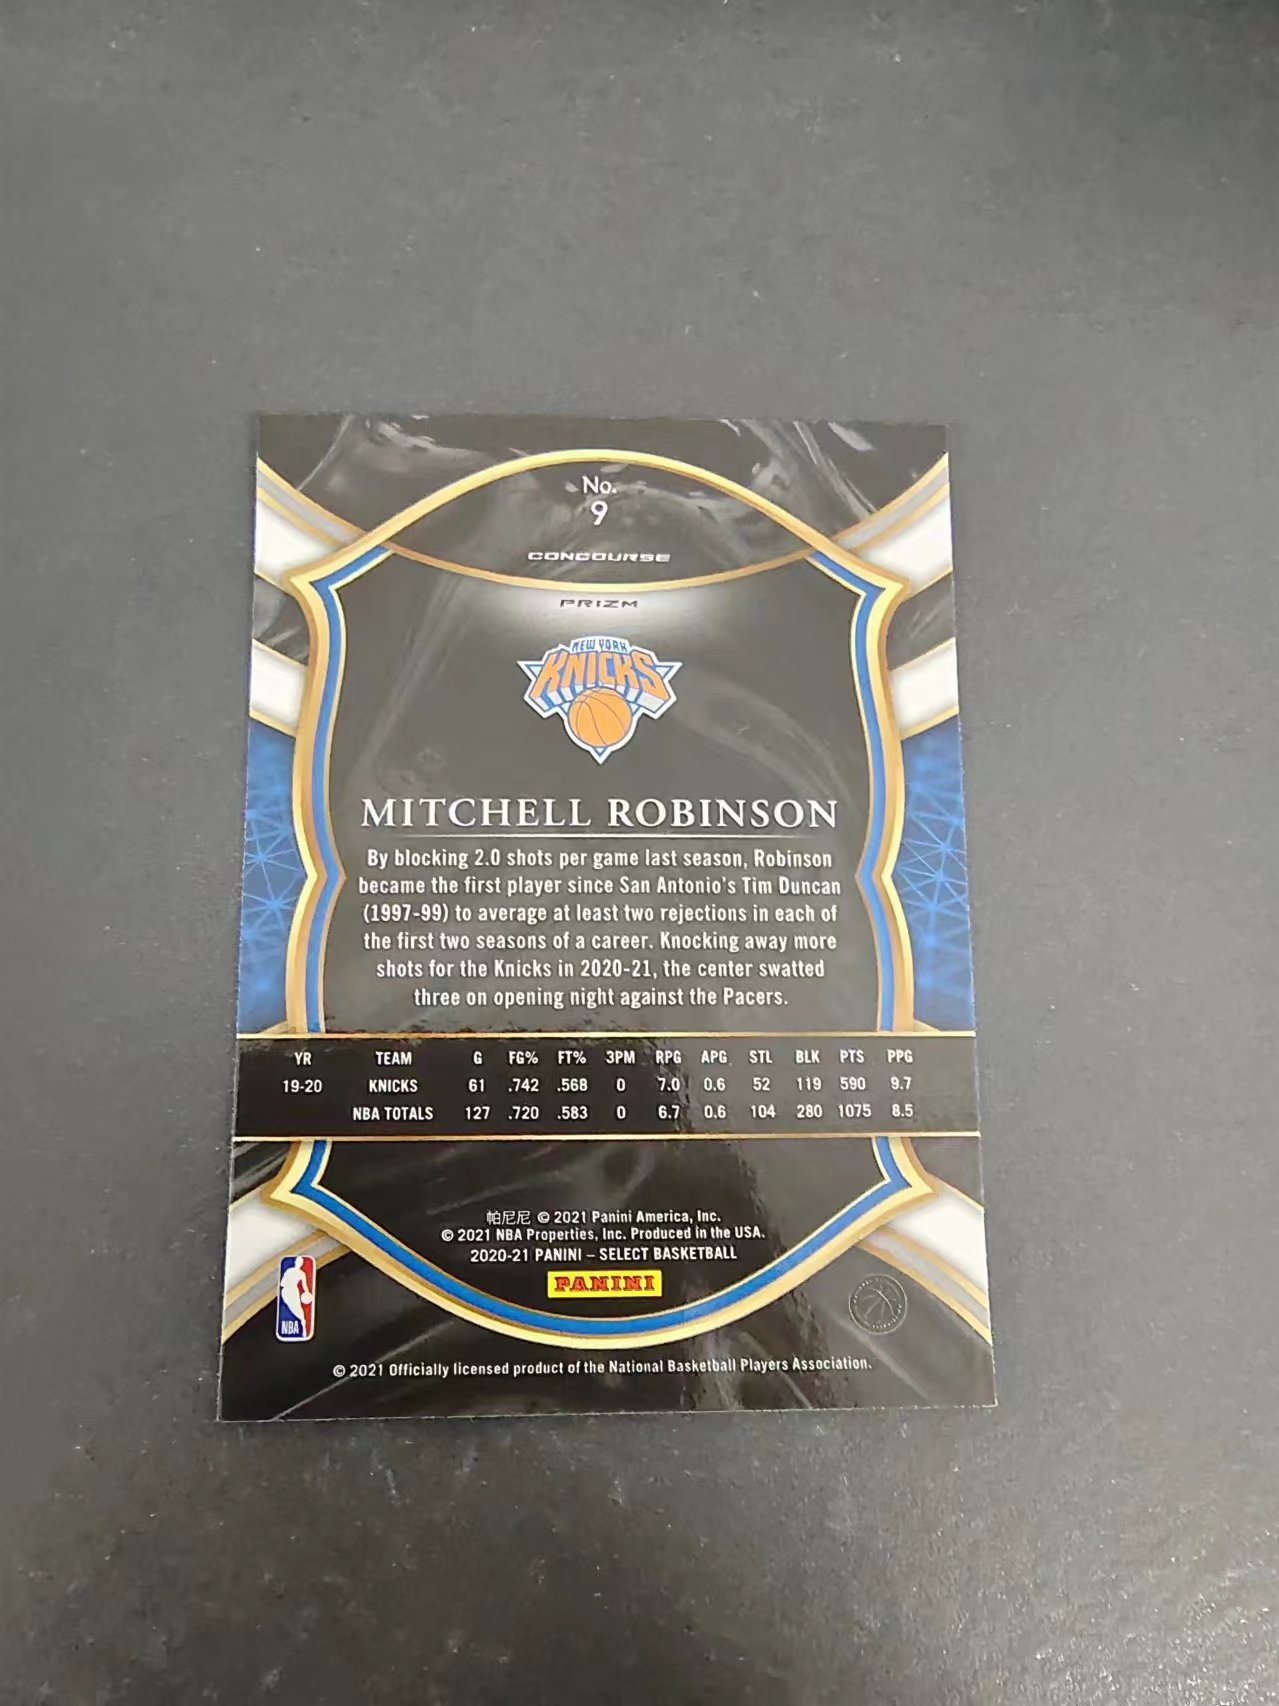 No.
9
CONCOURSE
PRIZM
NEW YORK
KNICKS
MITCHELL ROBINSON
By blocking 2.0 shots per game last season, Robinson
became the first player since San Antonio's Tim Duncan
(1997-99) to average at least two rejections in each of
the first two seasons of a career. Knocking away more
shots for the Knicks in 2020-21, the center swatted
three on opening night against the Pacers.
YR TEAM G FG% FT% 3PM RPG APG STL BLK PTS PPG
19-20 KNICKS 61 .742 .568 0 7.0 0.6 52 119 590 9.7
NBA TOTALS 127 .720 .583 0 6.7 0.6 104 280 1075 8.5
帕尼尼 © 2021 Panini America, Inc.
© 2021 NBA Properties, Inc. Produced in the USA.
2020-21 PANINI – SELECT BASKETBALL
PANINI
NBA
© 2021 Officially licensed product of the National Basketball Players Association.